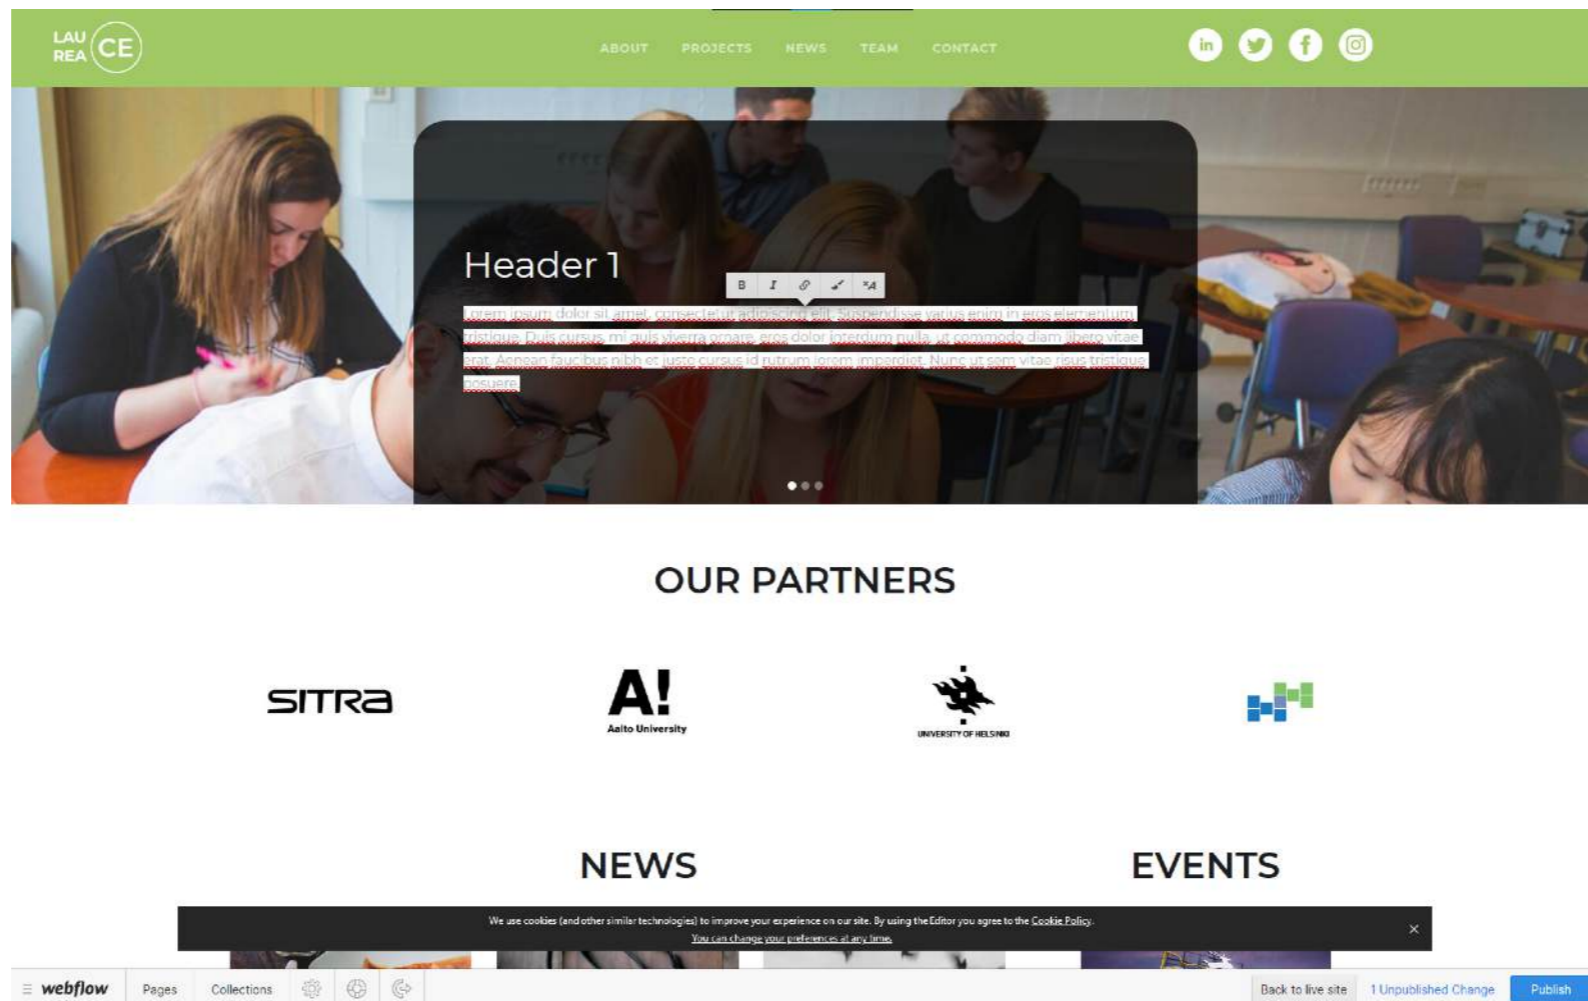 LAU
REA CE
ABOUT PROJECTS NEWS TEAM CONTACT
Header 1
B I A
Lorem ipsum dolor sit amet, consectetur adipiscing elit. Suspendisse varius enim in eros elementum
tristique. Duis cursus, mi quis viverra ornare, eros dolor interdum nulla, ut commodo diam libero vitae
erat. Aenean faucibus nibh et justo cursus id rutrum lorem imperdiet. Nunc ut sem vitae risus tristique
posuere.
OUR PARTNERS
SITRA
A!
Aalto University
UNIVERSITY OF HELSINKI
NEWS EVENTS
We use cookies (and other similar technologies) to improve your experience on our site. By using the Editor you agree to the Cookie Policy.
You can change your preferences at any time.
webflow Pages Collections Back to live site 1 Unpublished Change Publish